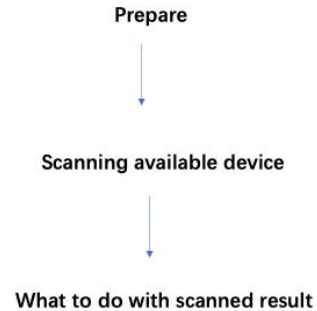 Prepare
Scanning available device
What to do with scanned result